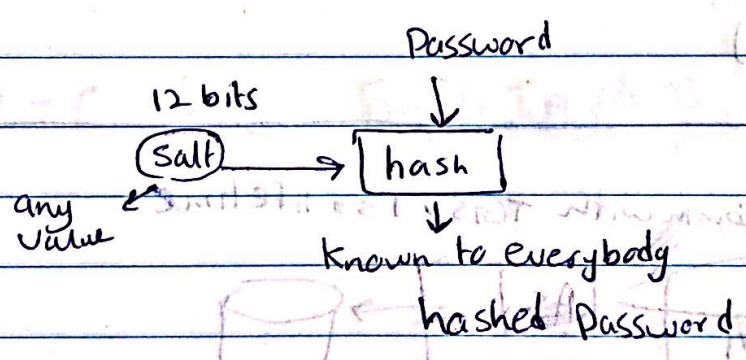 Password
12 bits
Salt
hash
any
value
Known to everybody
hashed Password